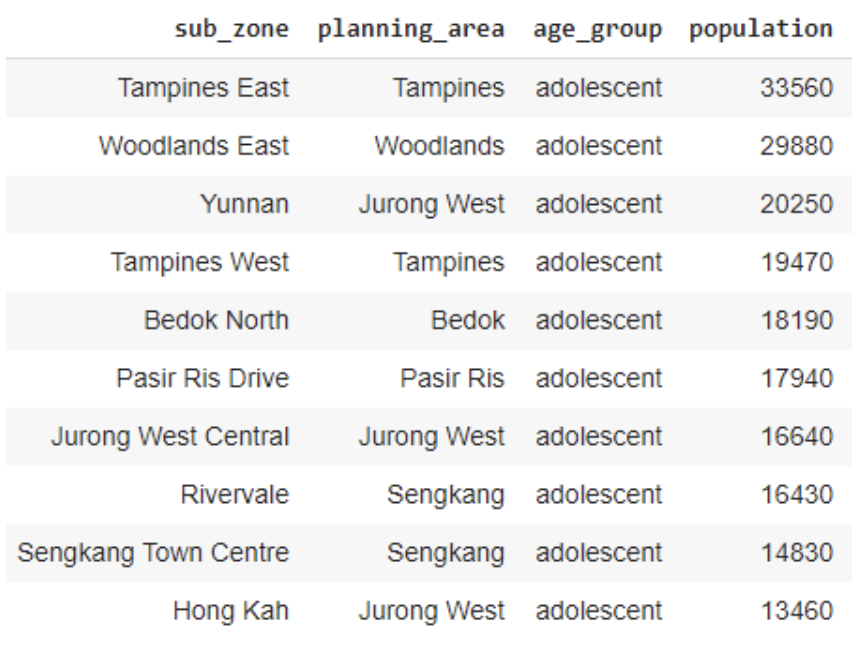 sub_zone planning_area age_group population
Tampines East Tampines adolescent 33560
Woodlands East Woodlands adolescent 29880
Yunnan Jurong West adolescent 20250
Tampines West Tampines adolescent 19470
Bedok North Bedok adolescent 18190
Pasir Ris Drive Pasir Ris adolescent 17940
Jurong West Central Jurong West adolescent 16640
Rivervale Sengkang adolescent 16430
Sengkang Town Centre Sengkang adolescent 14830
Hong Kah Jurong West adolescent 13460